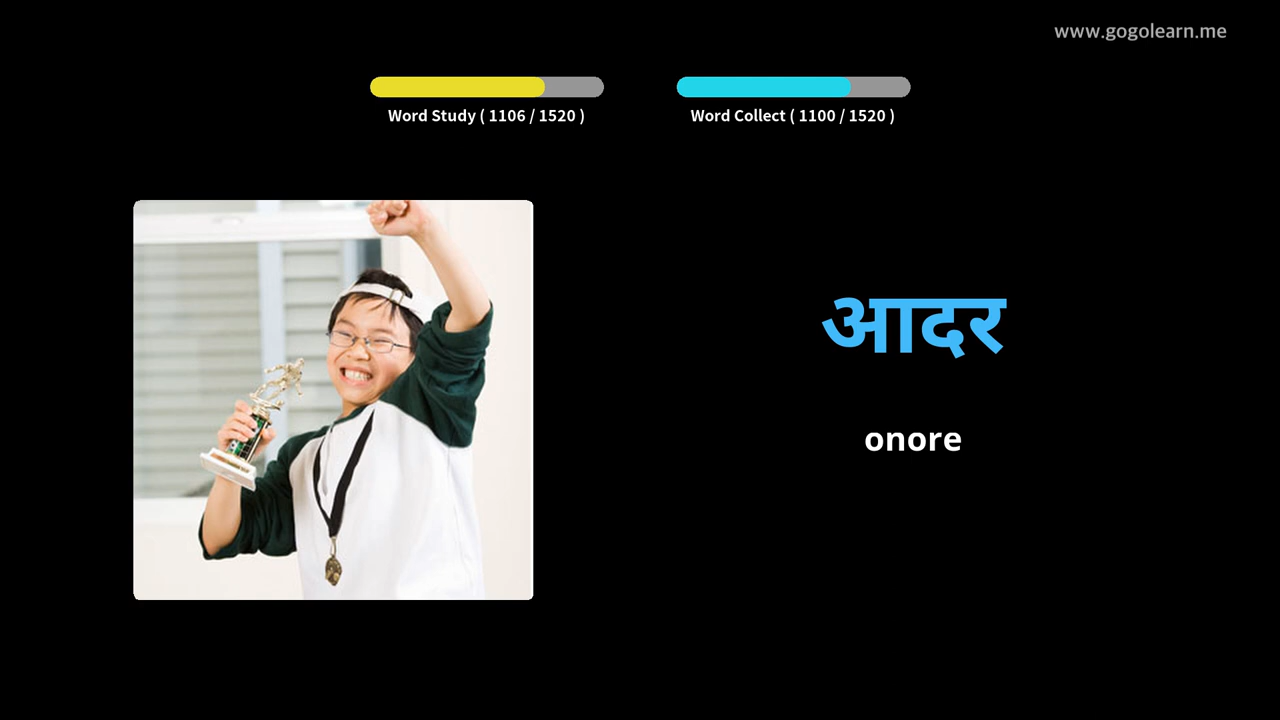 www.gogolearn.me
Word Study ( 1106 / 1520 )
Word Collect ( 1100 / 1520 )
आदर
onore